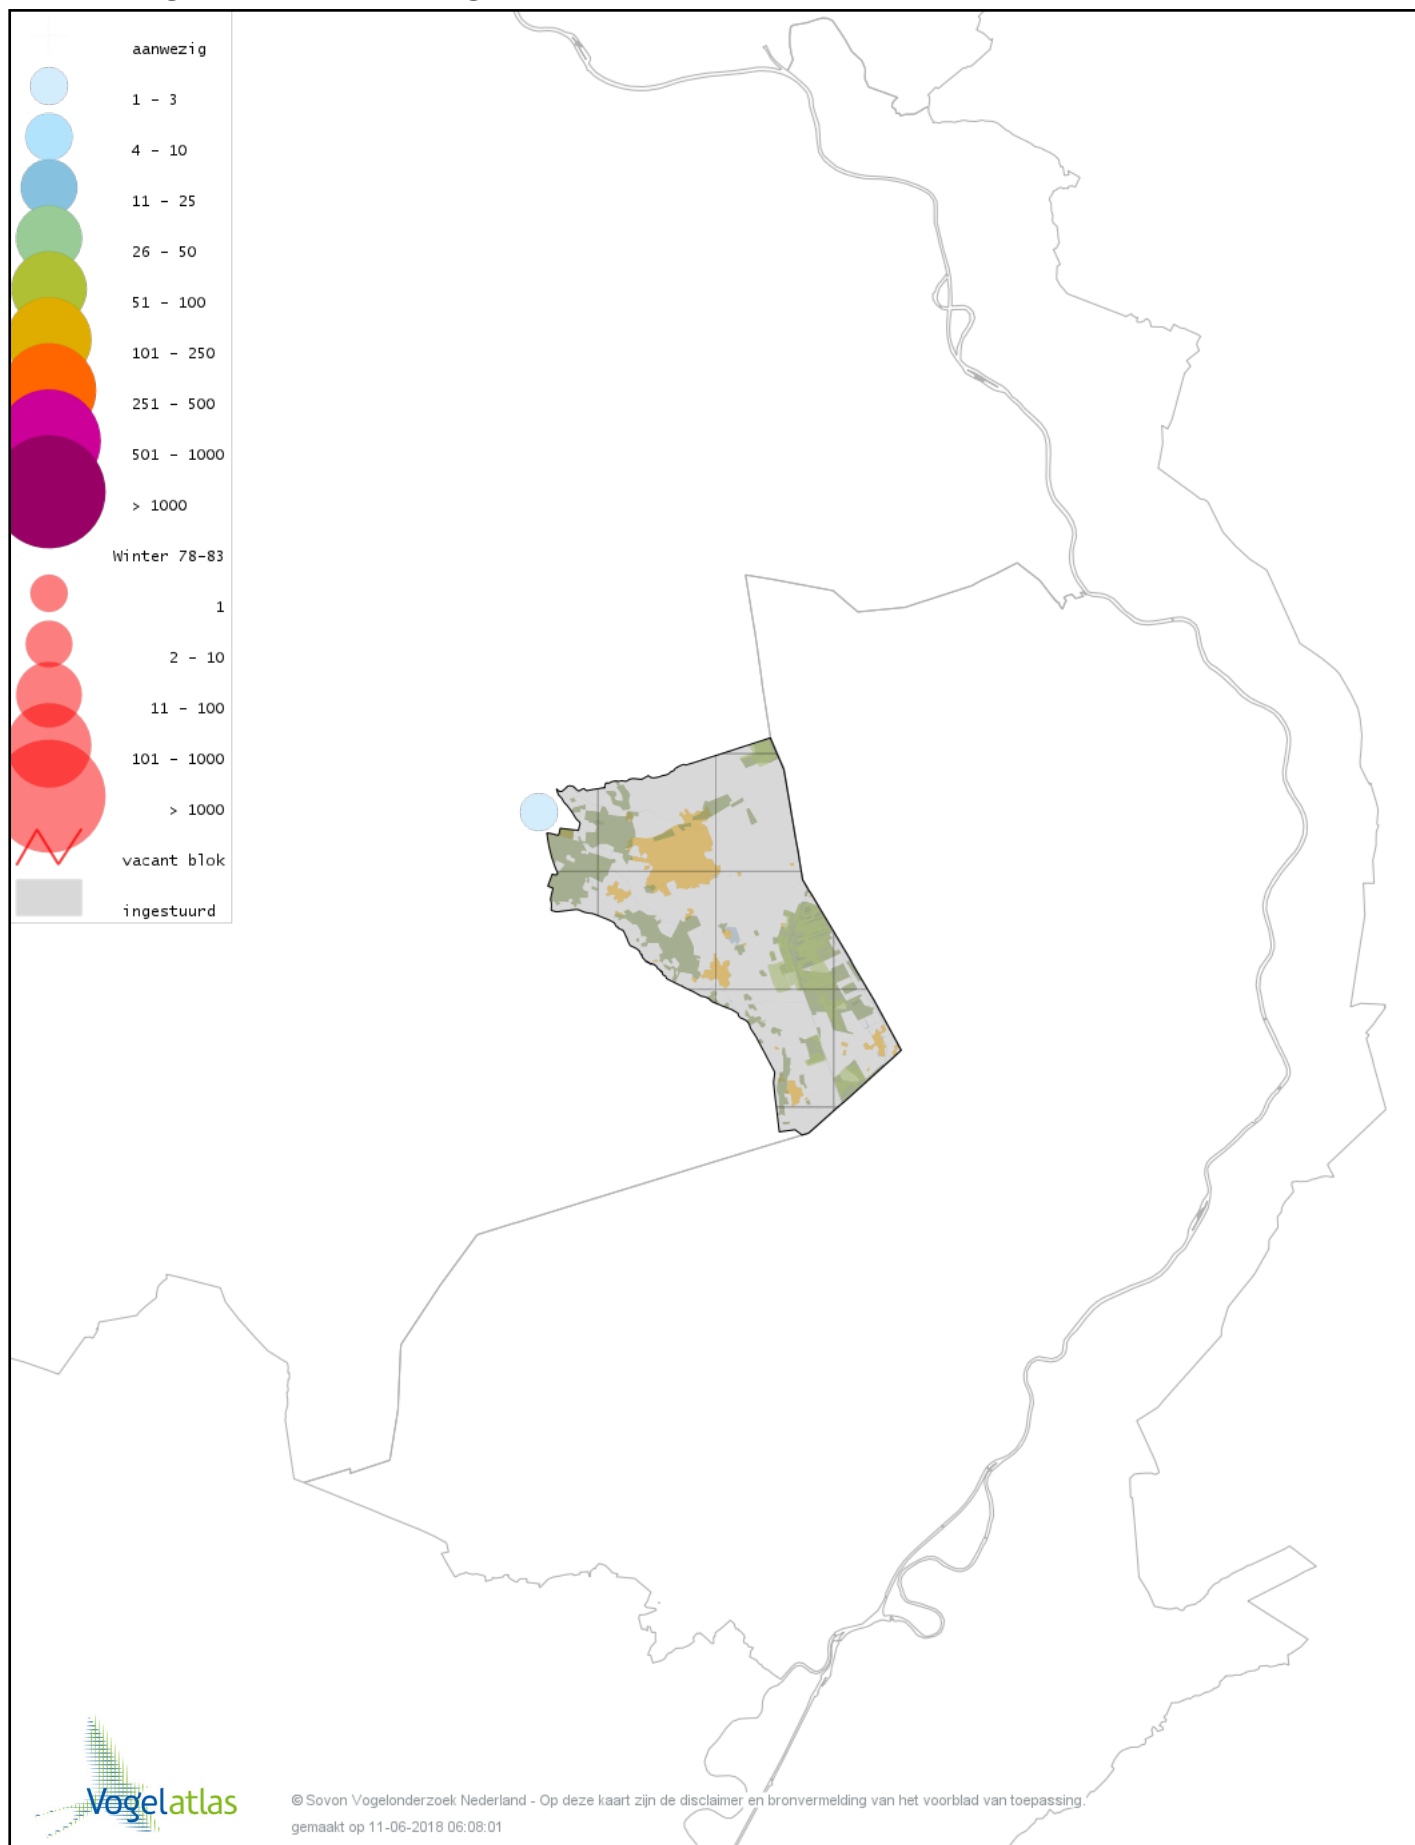 aanwezig
1 – 3
4 – 10
11 – 25
26 – 50
51 – 100
101 – 250
251 – 500
501 – 1000
> 1000
Winter 78–83
1
2 – 10
11 – 100
101 – 1000
> 1000
vacant blok
ingestuurd
Vogelatlas
© Sovon Vogelonderzoek Nederland - Op deze kaart zijn de disclaimer en bronvermelding van het voorblad van toepassing.
gemaakt op 11-06-2018 06:08:01